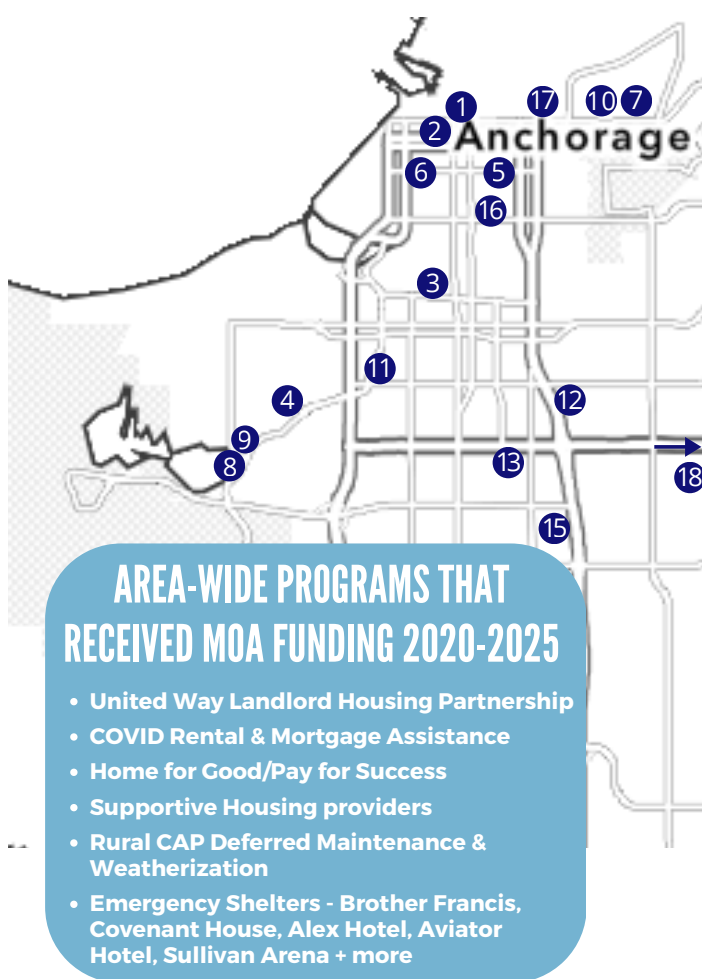 1
17
10
7
2
Anchorage
6
5
16
3
11
4
12
9
8
13
18
15
AREA-WIDE PROGRAMS THAT
RECEIVED MOA FUNDING 2020-2025
• United Way Landlord Housing Partnership
• COVID Rental & Mortgage Assistance
• Home for Good/Pay for Success
• Supportive Housing providers
• Rural CAP Deferred Maintenance &
Weatherization
• Emergency Shelters - Brother Francis,
Covenant House, Alex Hotel, Aviator
Hotel, Sullivan Arena + more